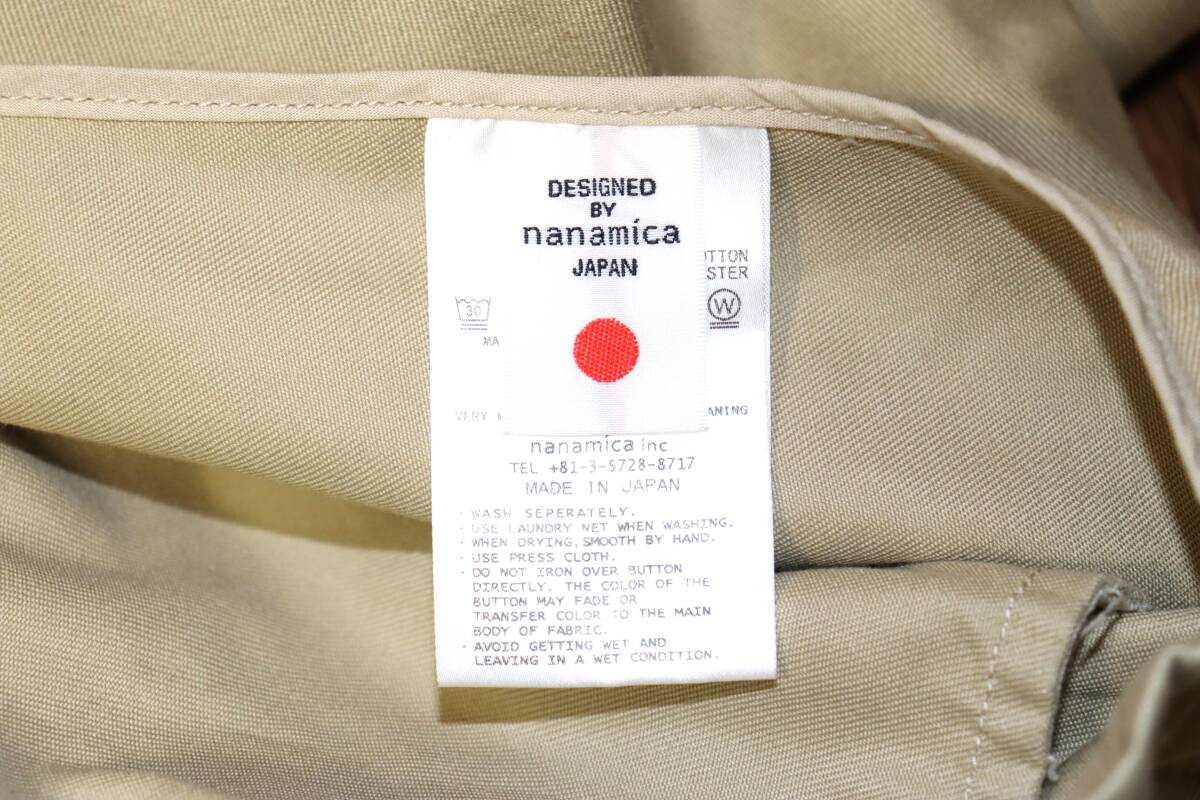 DESIGNED
BY
nanamica
JAPAN
OTTON
STER
30
W
MA
VERY
nanamica inc
TEL +81-3-5728-8717
MADE IN JAPAN
· WASH SEPERATELY.
· USE LAUNDRY NET WHEN WASHING.
· WHEN DRYING, SMOOTH BY HAND.
· USE PRESS CLOTH.
· DO NOT IRON OVER BUTTON
DIRECTLY. THE COLOR OF THE
BUTTON MAY FADE OR
TRANSFER COLOR TO THE MAIN
BODY OF FABRIC.
· AVOID GETTING WET AND
LEAVING IN A WET CONDITION.